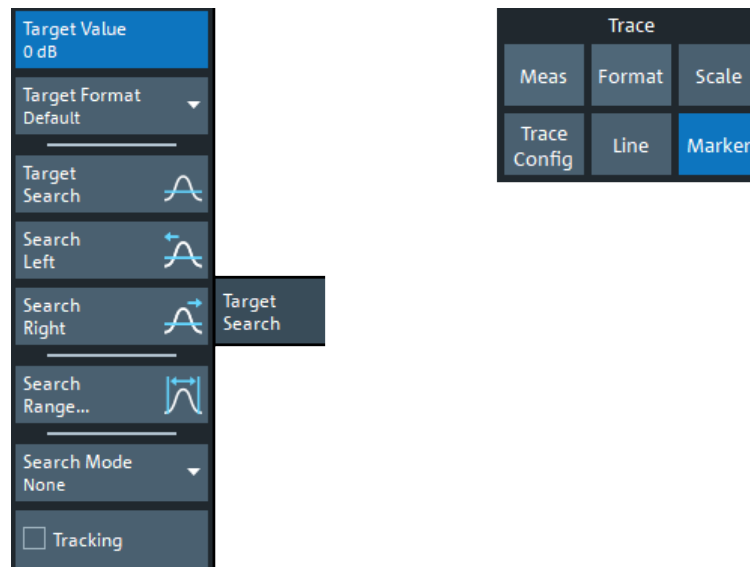 Target Value
0 dB
Target Format
Default
Target
Search
Search
Left
Search
Right
Search
Range...
Search Mode
None
Tracking
Target
Search
Trace
Meas
Format
Scale
Trace
Config
Line
Marker